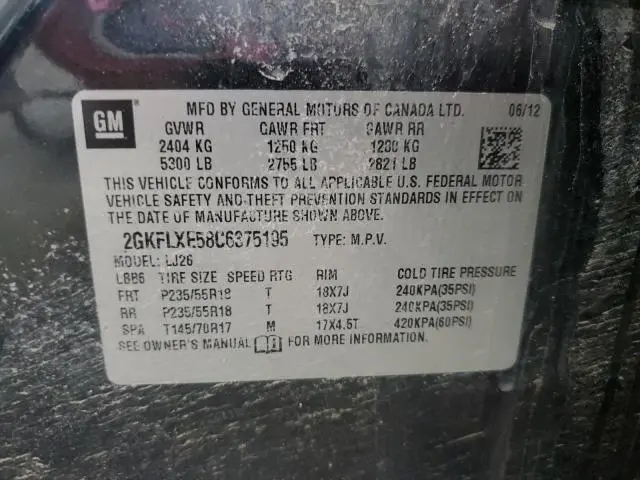 GM
MFD BY GENERAL MOTORS OF CANADA LTD. 06/12
GVWR GAWR FRT GAWR RR
2404 KG 1250 KG 1280 KG
5300 LB 2755 LB 2821 LB
THIS VEHICLE CONFORMS TO ALL APPLICABLE U.S. FEDERAL MOTOR
VEHICLE SAFETY AND THEFT PREVENTION STANDARDS IN EFFECT ON
THE DATE OF MANUFACTURE SHOWN ABOVE.
2GKFLXE58C6375195 TYPE: M.P.V.
MODEL: LJ26
TIRE SIZE SPEED RTG RIM COLD TIRE PRESSURE
FRT P235/55R18 T 18X7J 240KPA(35PSI)
RR P235/55R18 T 18X7J 240KPA(35PSI)
SPA T145/70R17 M 17X4.5T 420KPA(60PSI)
SEE OWNER'S MANUAL FOR MORE INFORMATION.